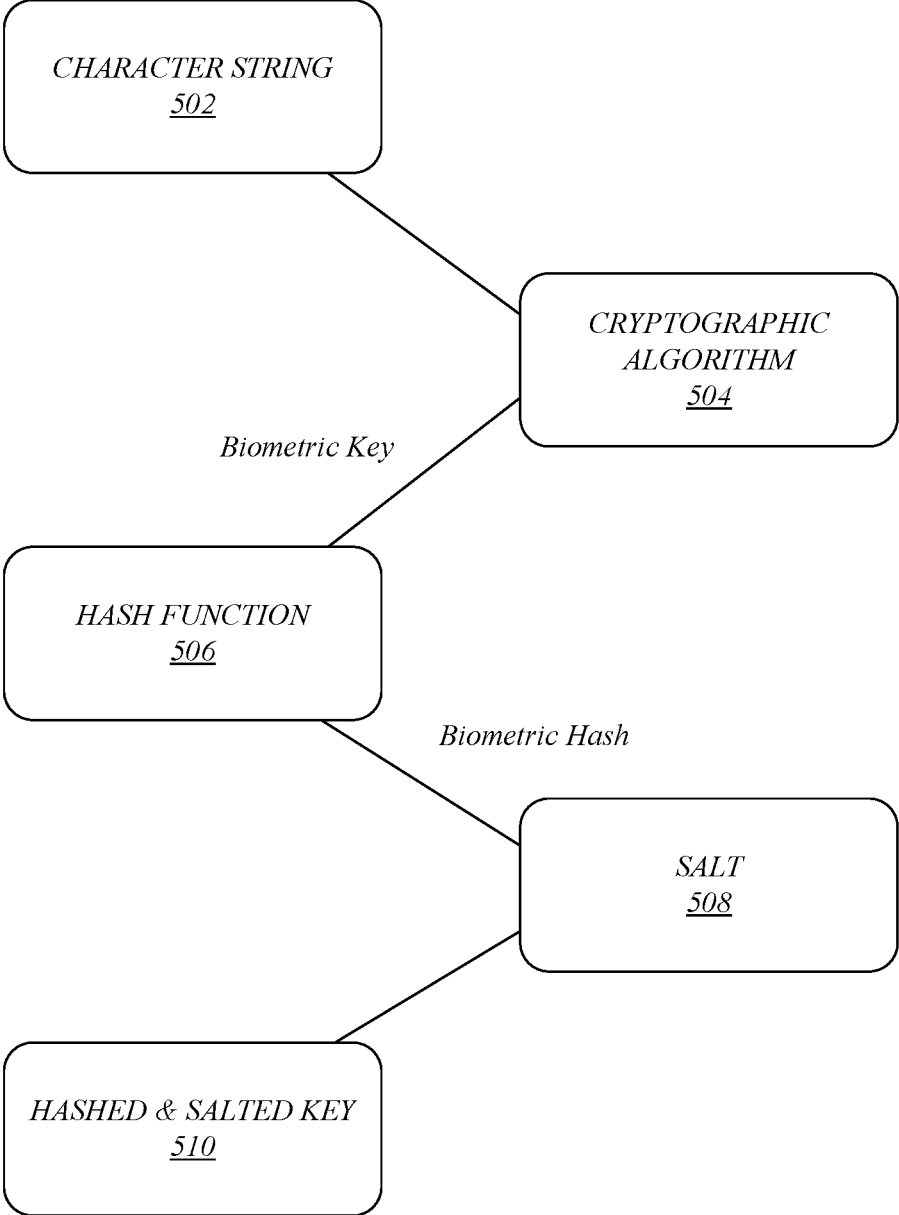 CHARACTER STRING
502
CRYPTOGRAPHIC
ALGORITHM
504
Biometric Key
HASH FUNCTION
506
Biometric Hash
SALT
508
HASHED & SALTED KEY
510